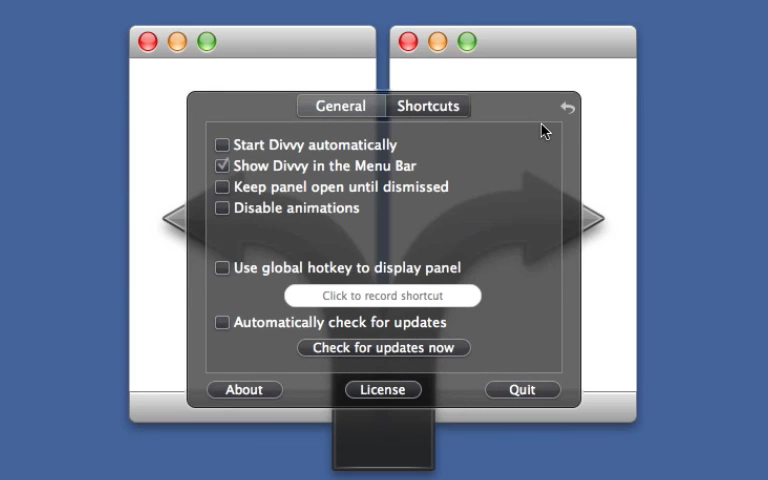 General Shortcuts
Start Divvy automatically
Show Divvy in the Menu Bar
Keep panel open until dismissed
Disable animations
Use global hotkey to display panel
Click to record shortcut
Automatically check for updates
Check for updates now
About License Quit